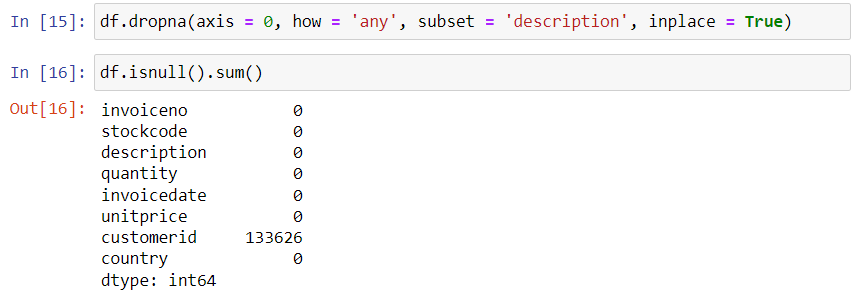 In [15]: df.dropna(axis = 0, how = 'any', subset = 'description', inplace = True)
In [16]: df.isnull().sum()
Out[16]: invoiceno 0
stockcode 0
description 0
quantity 0
invoicedate 0
unitprice 0
customerid 133626
country 0
dtype: int64